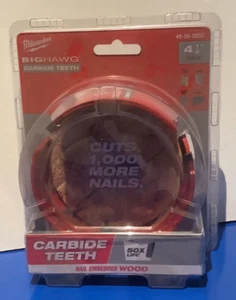 Milwaukee
BIG HAWG
CARBIDE TEETH
4
CUTS
1,000
MORE
NAILS.
CARBIDE
TEETH
50X
LIFE
NAIL EMBEDDED WOOD